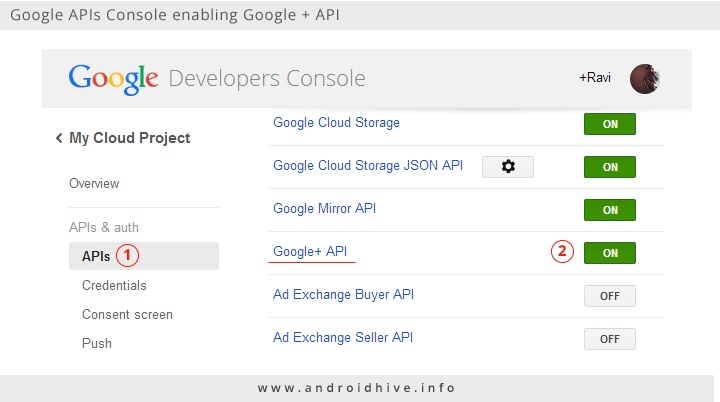 Google APIs Console enabling Google + API
Google Developers Console
+Ravi
My Cloud Project
Overview
APIs & auth
APIs 1
Credentials
Consent screen
Push
Google Cloud Storage ON
Google Cloud Storage JSON API ON
Google Mirror API ON
Google+ API 2 ON
Ad Exchange Buyer API OFF
Ad Exchange Seller API OFF
www.androidhive.info